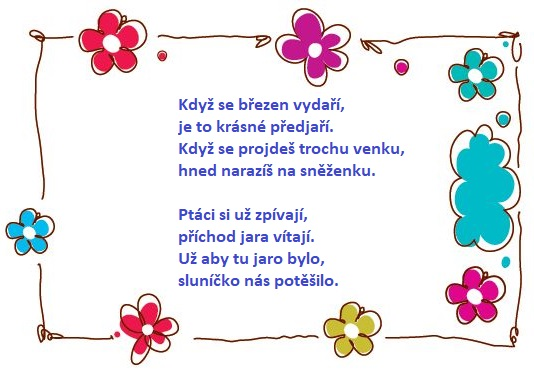 Když se březen vydaří,
je to krásné předjaří.
Když se projdeš trochu venku,
hned narazíš na sněženku.

Ptáci si už zpívají,
příchod jara vítají.
Už aby tu jaro bylo,
sluníčko nás potěšilo.